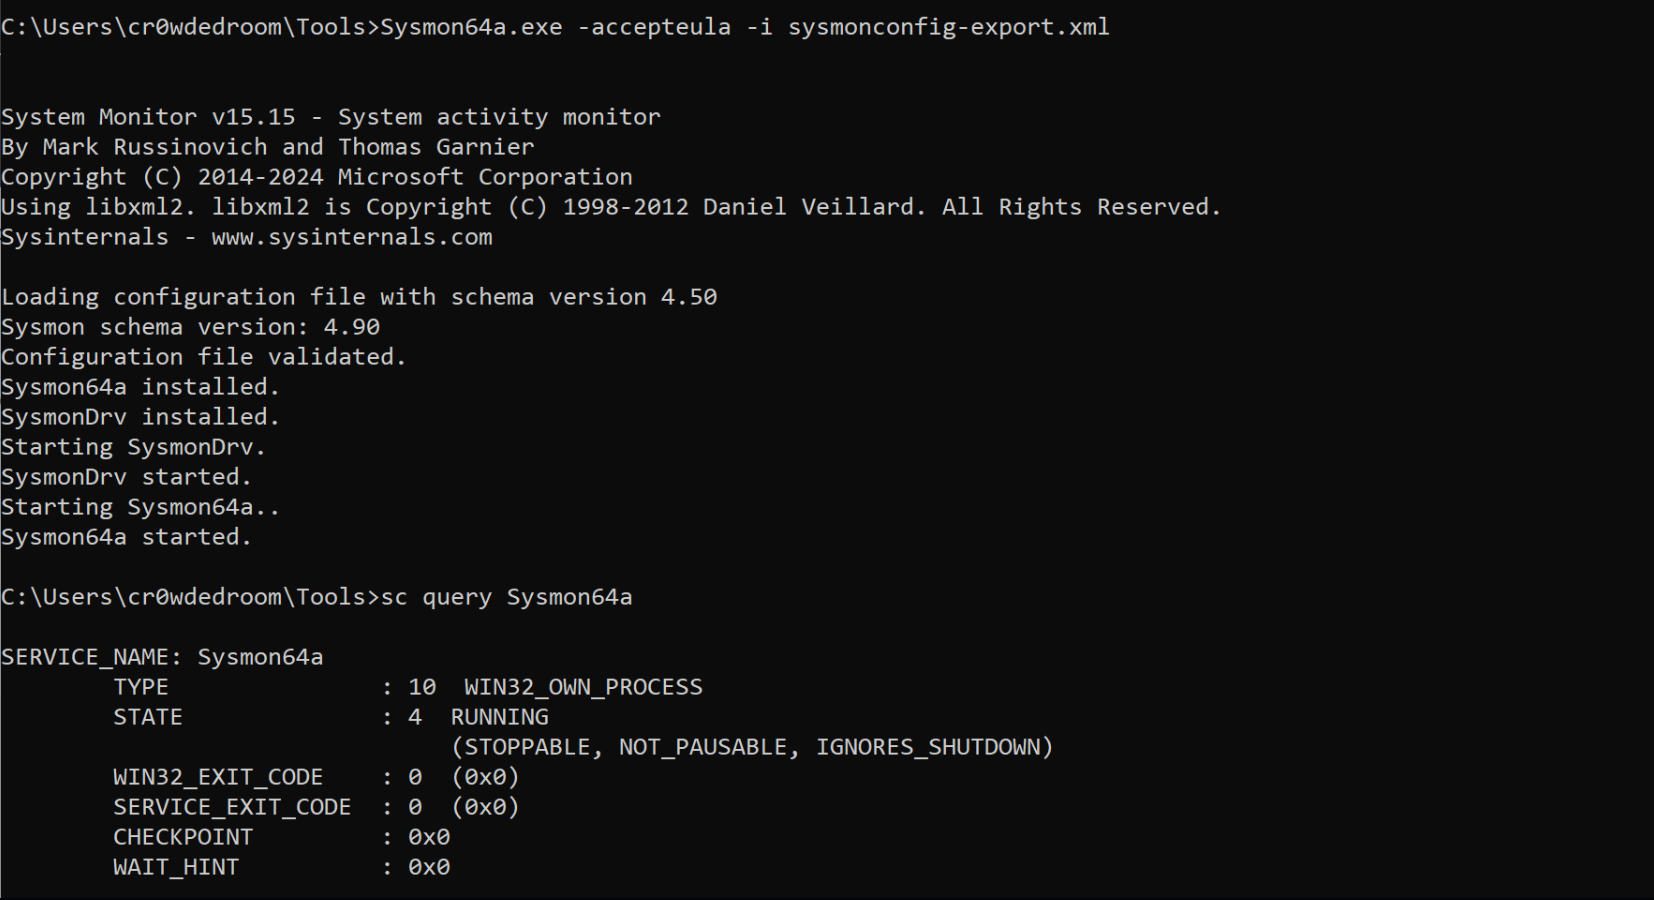 C:\Users\cr0wdedroom\Tools>Sysmon64a.exe -accepteula -i sysmonconfig-export.xml
System Monitor v15.15 - System activity monitor
By Mark Russinovich and Thomas Garnier
Copyright (C) 2014-2024 Microsoft Corporation
Using libxml2. libxml2 is Copyright (C) 1998-2012 Daniel Veillard. All Rights Reserved.
Sysinternals - www.sysinternals.com
Loading configuration file with schema version 4.50
Sysmon schema version: 4.90
Configuration file validated.
Sysmon64a installed.
SysmonDrv installed.
Starting SysmonDrv.
SysmonDrv started.
Starting Sysmon64a..
Sysmon64a started.
C:\Users\cr0wdedroom\Tools>sc query Sysmon64a
SERVICE_NAME: Sysmon64a
TYPE : 10 WIN32_OWN_PROCESS
STATE : 4 RUNNING
(STOPPABLE, NOT_PAUSABLE, IGNORES_SHUTDOWN)
WIN32_EXIT_CODE : 0 (0x0)
SERVICE_EXIT_CODE : 0 (0x0)
CHECKPOINT : 0x0
WAIT_HINT : 0x0